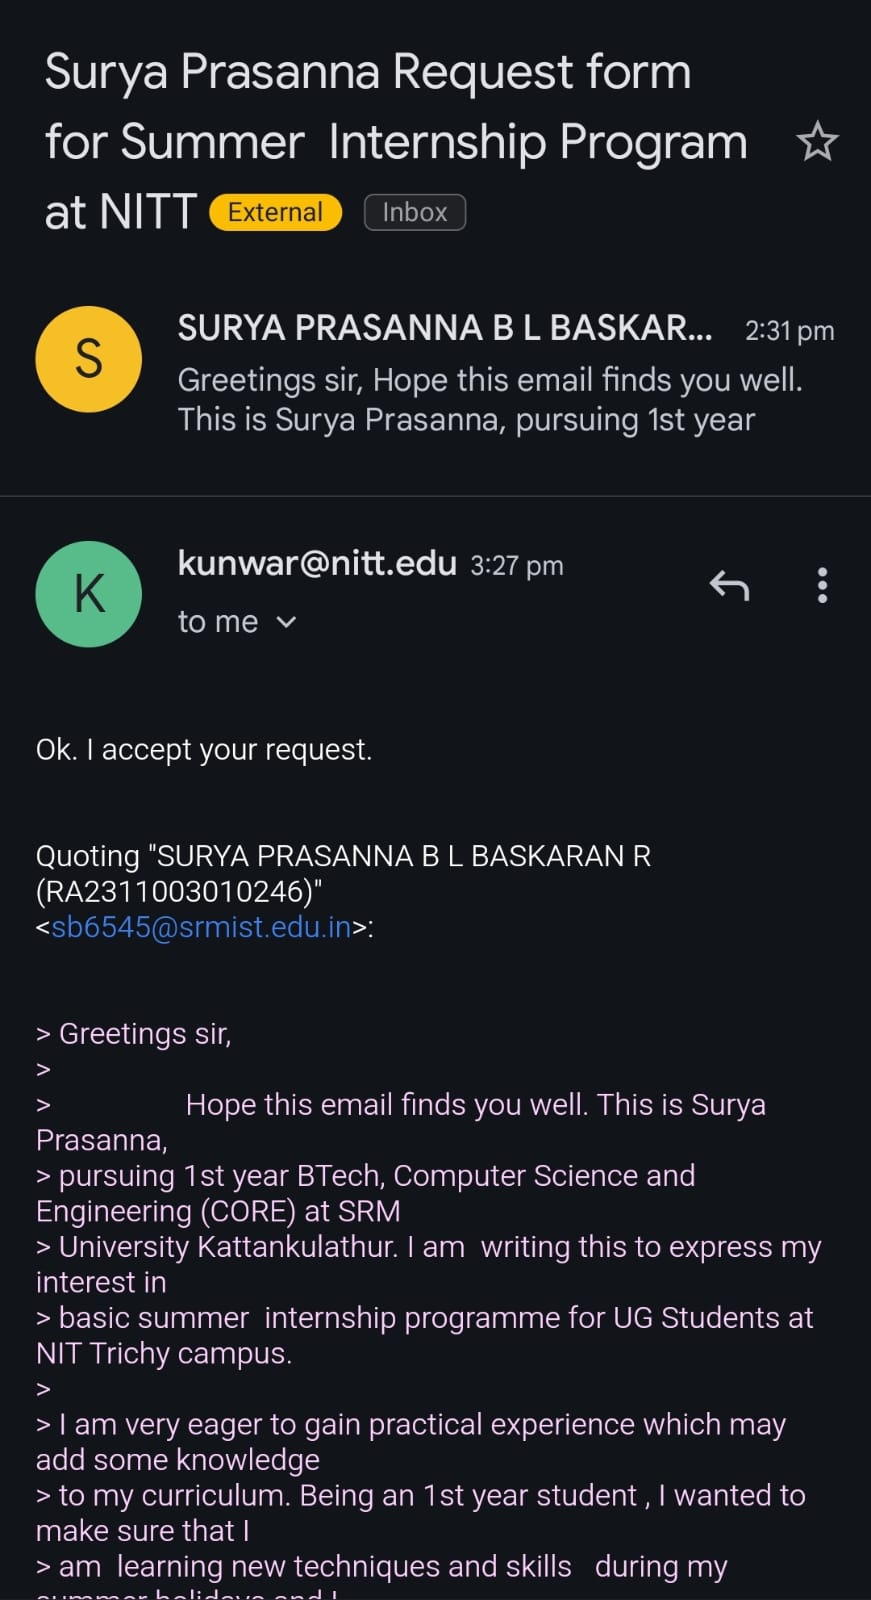 Surya Prasanna Request form
for Summer  Internship Program
at NITT External Inbox
S
SURYA PRASANNA B L BASKAR... 2:31 pm
Greetings sir, Hope this email finds you well.
This is Surya Prasanna, pursuing 1st year
K
kunwar@nitt.edu 3:27 pm
to me
Ok. I accept your request.
Quoting "SURYA PRASANNA B L BASKARAN R
(RA2311003010246)"
<sb6545@srmist.edu.in>:
> Greetings sir,
>
>                 Hope this email finds you well. This is Surya
Prasanna,
> pursuing 1st year BTech, Computer Science and
Engineering (CORE) at SRM
> University Kattankulathur. I am  writing this to express my
interest in
> basic summer  internship programme for UG Students at
NIT Trichy campus.
>
> I am very eager to gain practical experience which may
add some knowledge
> to my curriculum. Being an 1st year student , I wanted to
make sure that I
> am  learning new techniques and skills   during my
summer holidays and I